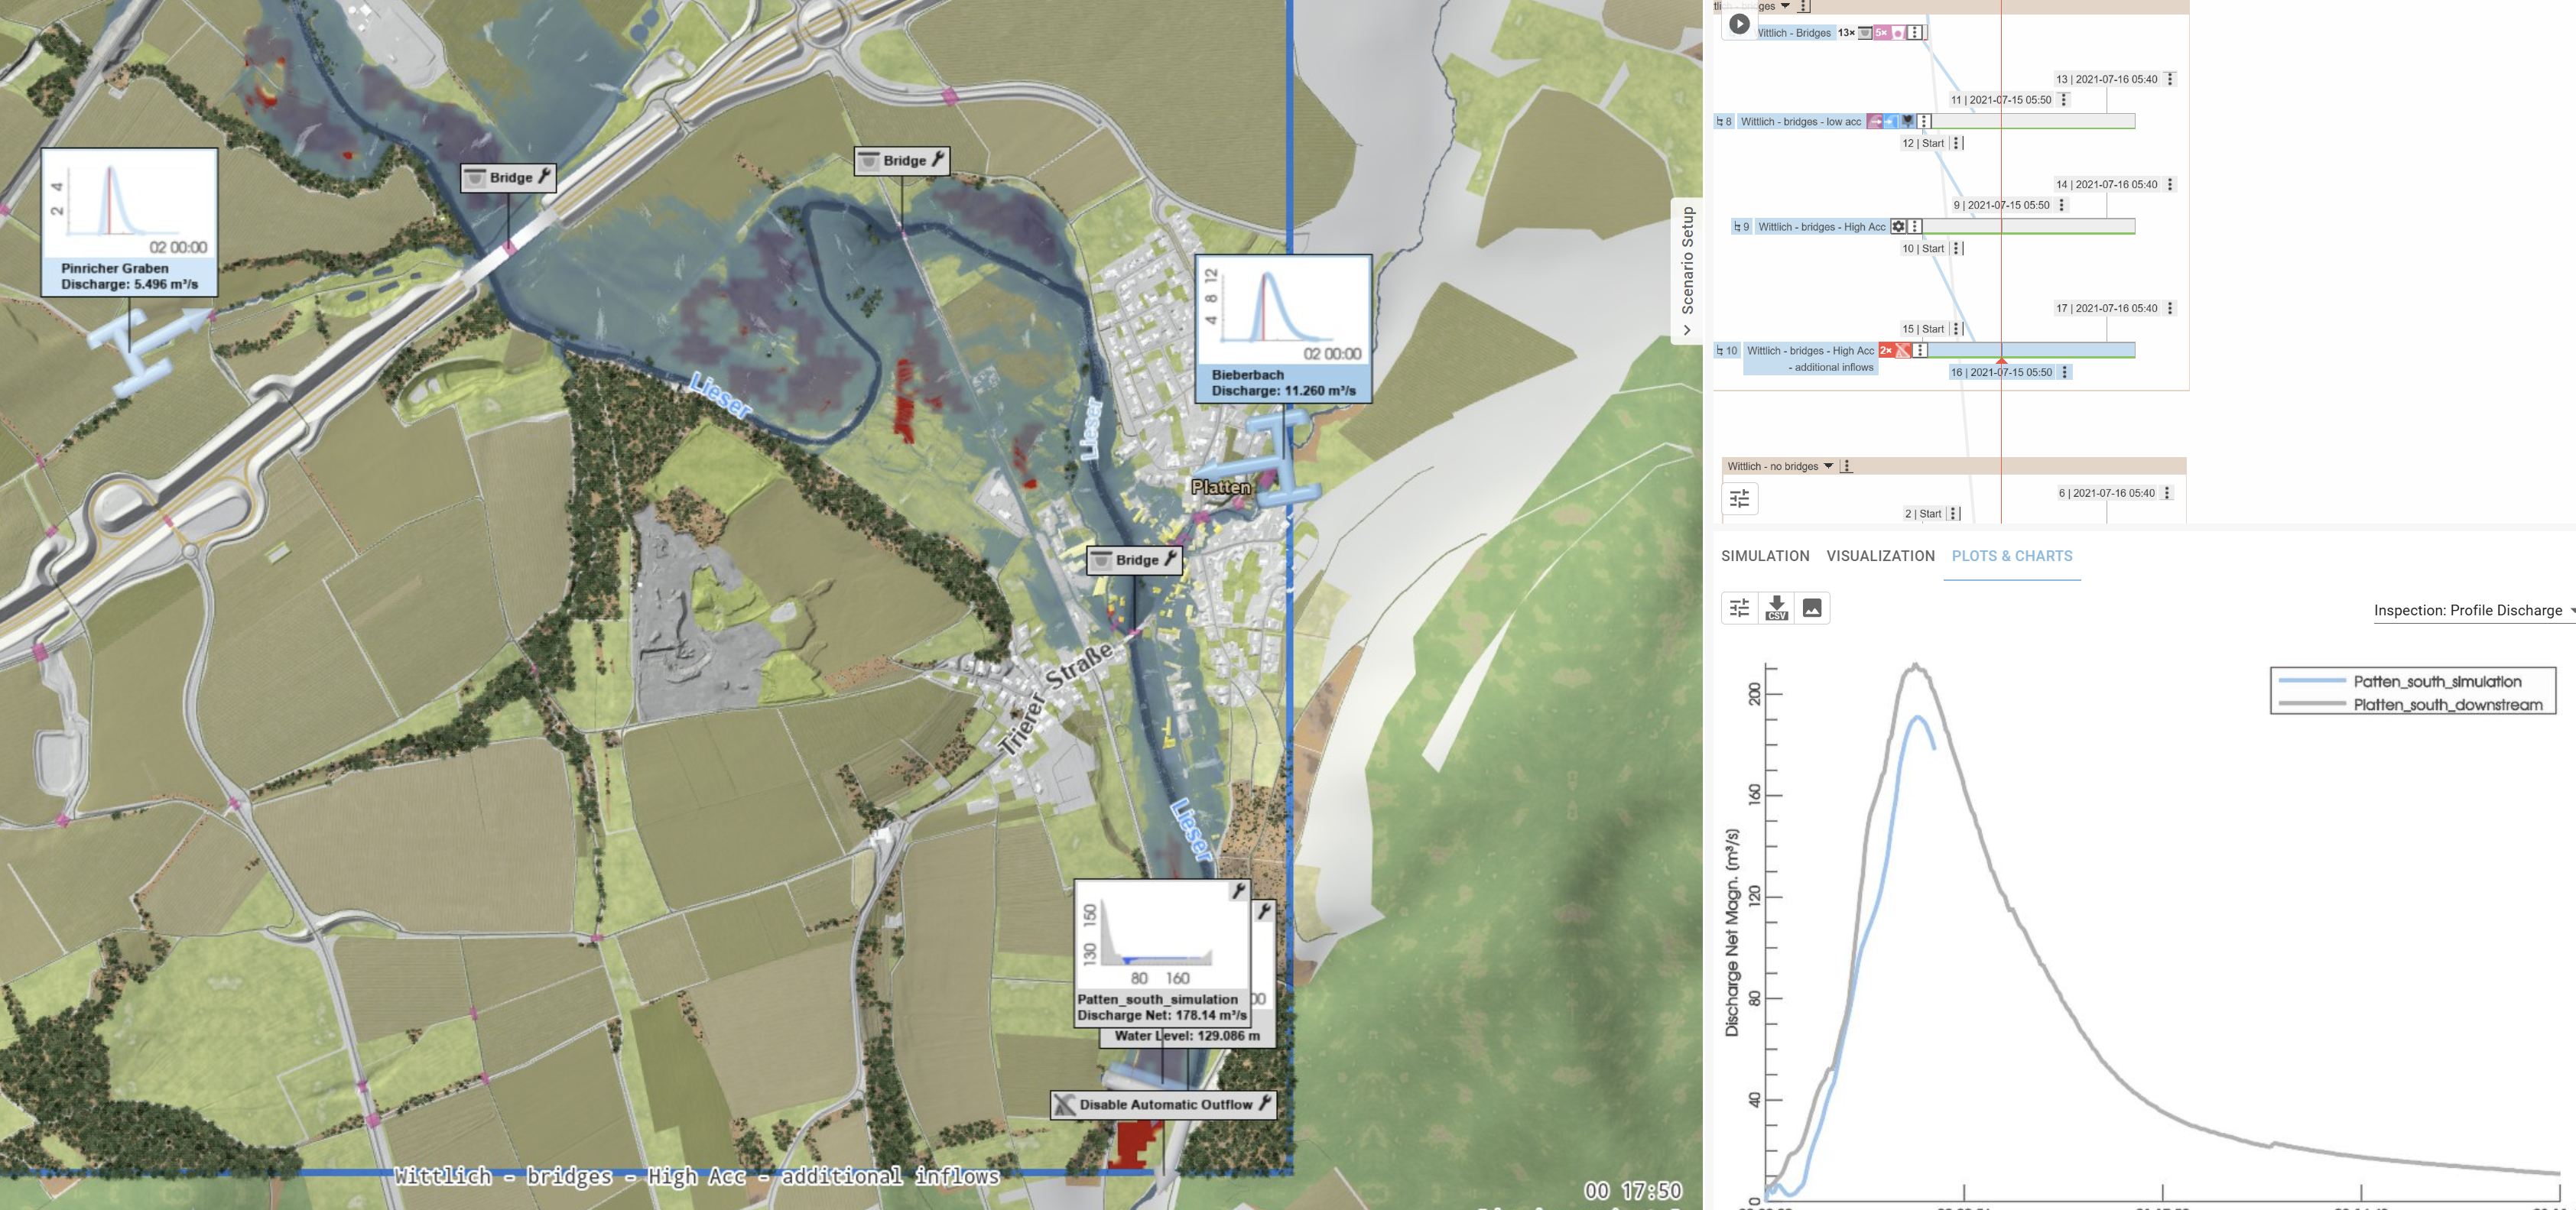 Bridge
Bridge
4
2
02 00:00
Pinricher Graben
Discharge: 5.496 m³/s
12
8
4
02 00:00
Bieberbach
Discharge: 11.260 m³/s
Lieser
Lieser
Platten
Bridge
Trierer Straße
Lieser
150
130
80 160
00
Patten_south_simulation
Discharge Net: 178.14 m³/s
Water Level: 129.086 m
Disable Automatic Outflow
Wittlich - bridges - High Acc - additional inflows
00 17:50
Scenario Setup
Wittlich - Bridges 13× 5×
13 | 2021-07-16 05:40
11 | 2021-07-15 05:50
8 Wittlich - bridges - low acc
12 | Start
14 | 2021-07-16 05:40
9 | 2021-07-15 05:50
9 Wittlich - bridges - High Acc
10 | Start
17 | 2021-07-16 05:40
15 | Start
10 Wittlich - bridges - High Acc 2×
- additional inflows
16 | 2021-07-15 05:50
Wittlich - no bridges
6 | 2021-07-16 05:40
2 | Start
SIMULATION VISUALIZATION PLOTS & CHARTS
CSV
Inspection: Profile Discharge
Patten_south_simulation
Platten_south_downstream
Discharge Net Magn. (m³/s)
200
160
120
80
40
0